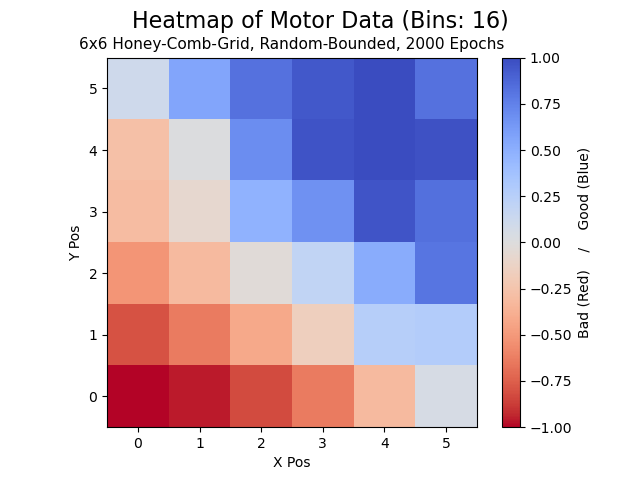 Heatmap of Motor Data (Bins: 16)
6x6 Honey-Comb-Grid, Random-Bounded, 2000 Epochs
5
4
3
2
1
0
Y Pos
0 1 2 3 4 5
X Pos
1.00
0.75
0.50
0.25
0.00
−0.25
−0.50
−0.75
−1.00
Bad (Red) / Good (Blue)